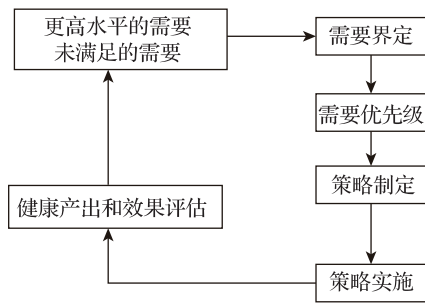 更高水平的需要
未满足的需要
需要界定
需要优先级
策略制定
策略实施
健康产出和效果评估